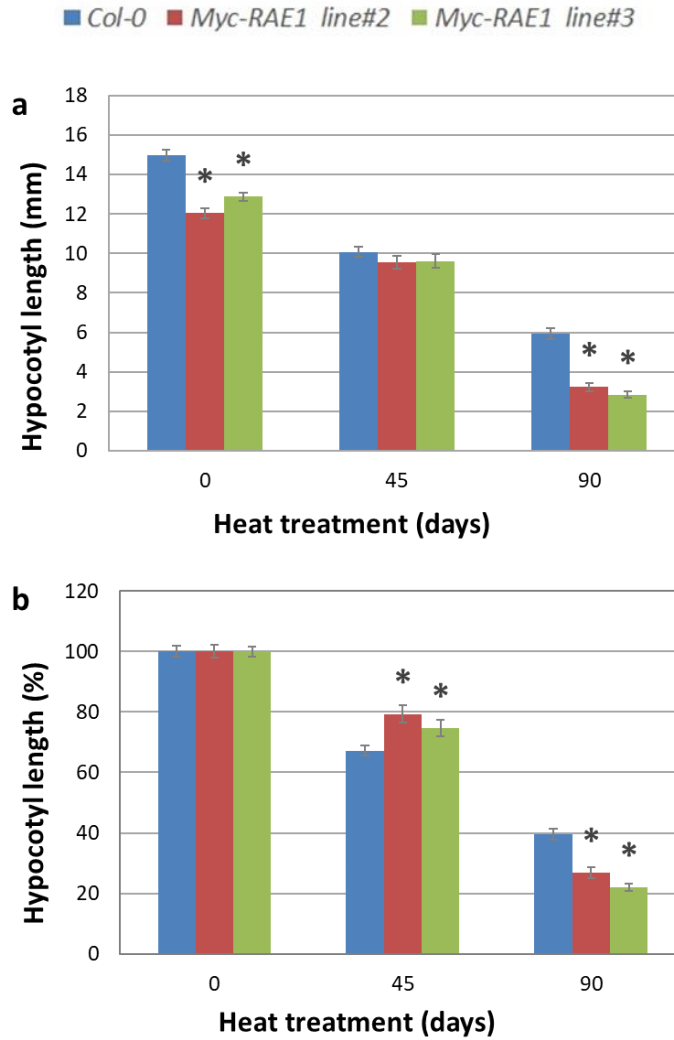 Col-0 Myc-RAE1 line#2 Myc-RAE1 line#3
a
Hypocotyl length (mm)
18
16
14
12
10
8
6
4
2
0
* *
* *
0 45 90
Heat treatment (days)
b
Hypocotyl length (%)
120
100
80
60
40
20
0
* *
* *
0 45 90
Heat treatment (days)